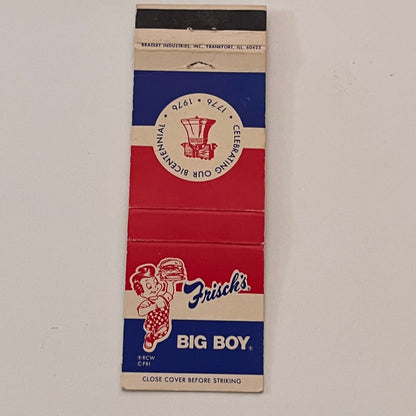 BRADLEY INDUSTRIES, INC., FRANKFORT, ILL. 60423
CELEBRATING OUR BICENTENNIAL • 1776 • 1976 •
Frisch's
BIG BOY®
®RCW
©FRI
CLOSE COVER BEFORE STRIKING